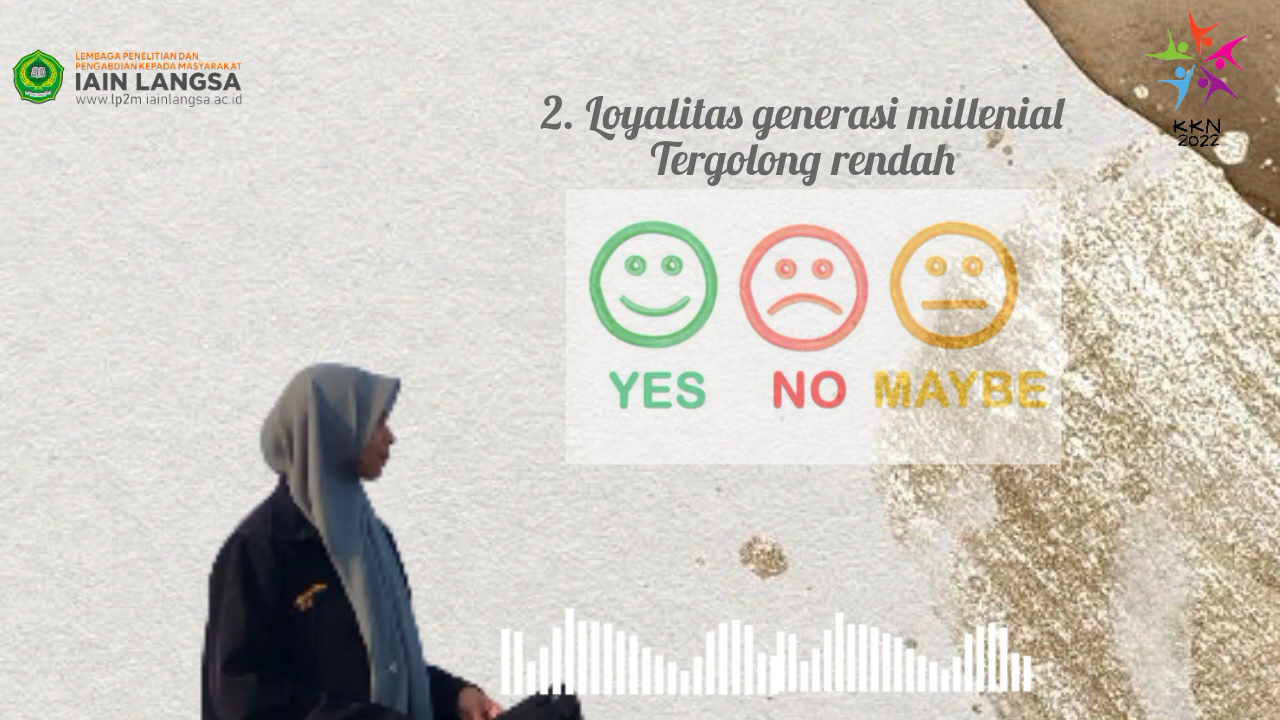 LEMBAGA PENELITIAN DAN
PENGABDIAN KEPADA MASYARAKAT
IAIN LANGSA
www.lp2m.iainlangsa.ac.id
KKN
2022
2. Loyalitas generasi millenial
Tergolong rendah
YES NO MAYBE